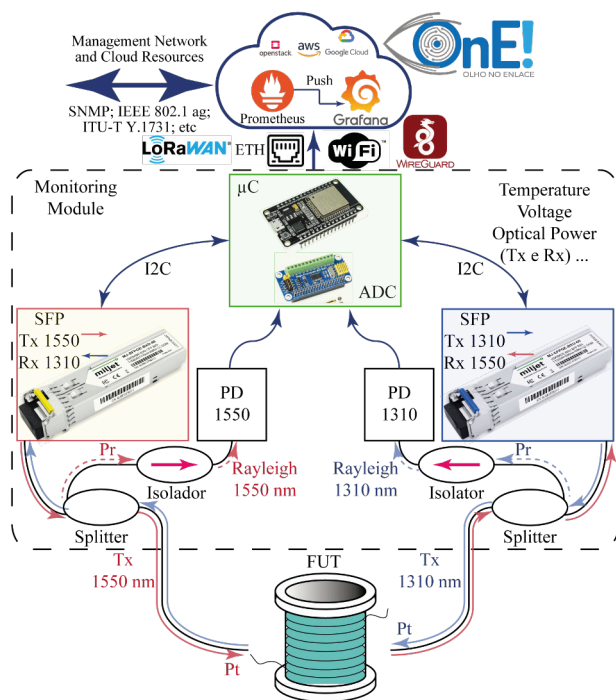 Management Network
and Cloud Resources
SNMP; IEEE 802.1 ag;
ITU-T Y.1731; etc
openstack
aws
Google Cloud
Push
Prometheus
Grafana
OnE!
OLHO NO ENLACE
LoRaWAN
ETH
WiFi
WIREGUARD
Monitoring
Module
µC
ADC
Temperature
Voltage
Optical Power
(Tx e Rx) ...
I2C
I2C
SFP
Tx 1550
Rx 1310
miljet
SFP
Tx 1310
Rx 1550
miljet
PD
1550
PD
1310
Pr
Isolador
Rayleigh
1550 nm
Rayleigh
1310 nm
Isolator
Pr
Splitter
Splitter
Tx
1550 nm
FUT
Tx
1310 nm
Pt
Pt